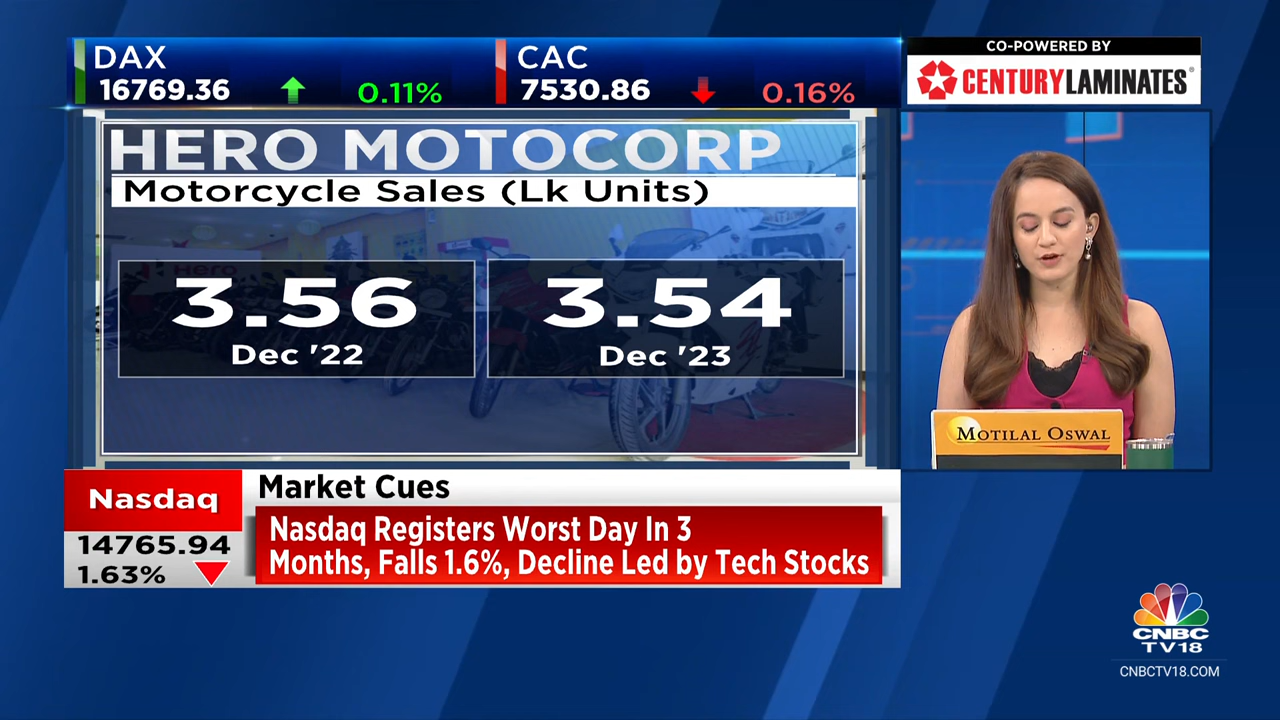 DAX
16769.36 0.11%
CAC
7530.86 0.16%
CO-POWERED BY
CENTURYLAMINATES®
HERO MOTOCORP
Motorcycle Sales (Lk Units)
Hero
3.56
Dec '22
3.54
Dec '23
MOTILAL OSWAL
Nasdaq
14765.94
1.63%
Market Cues
Nasdaq Registers Worst Day In 3
Months, Falls 1.6%, Decline Led by Tech Stocks
CNBC
TV18
CNBCTV18.COM